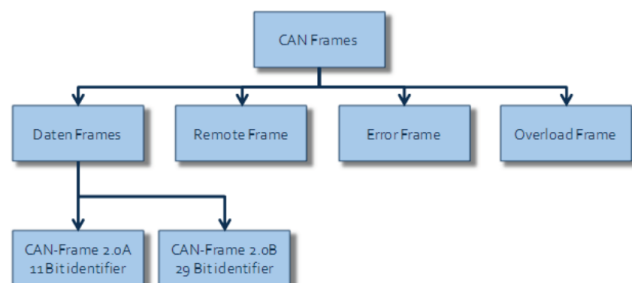 CAN Frames
Daten Frames
Remote Frame
Error Frame
Overload Frame
CAN-Frame 2.0A
11 Bit identifier
CAN-Frame 2.0B
29 Bit identifier